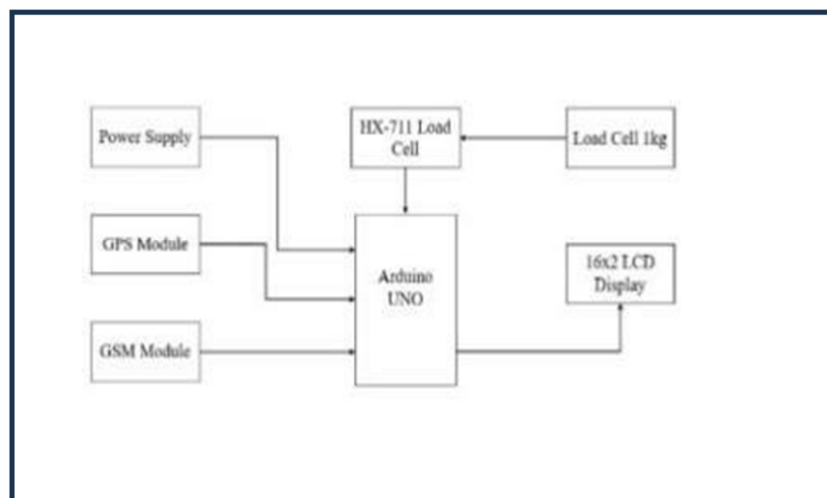 Power Supply
HX-711 Load
Cell
Load Cell 1kg
GPS Module
Arduino
UNO
16x2 LCD
Display
GSM Module